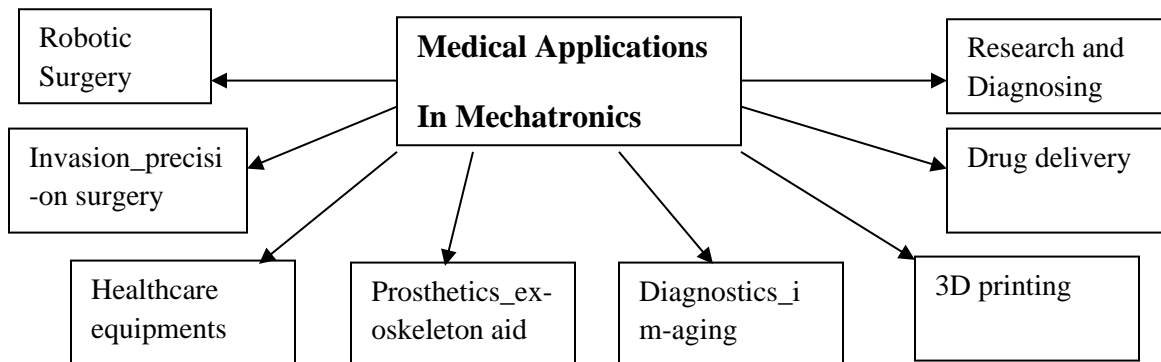 Robotic
Surgery
Medical Applications
In Mechatronics
Research and
Diagnosing
Invasion_precisi
-on surgery
Drug delivery
Healthcare
equipments
Prosthetics_ex-
oskeleton aid
Diagnostics_i
m-aging
3D printing